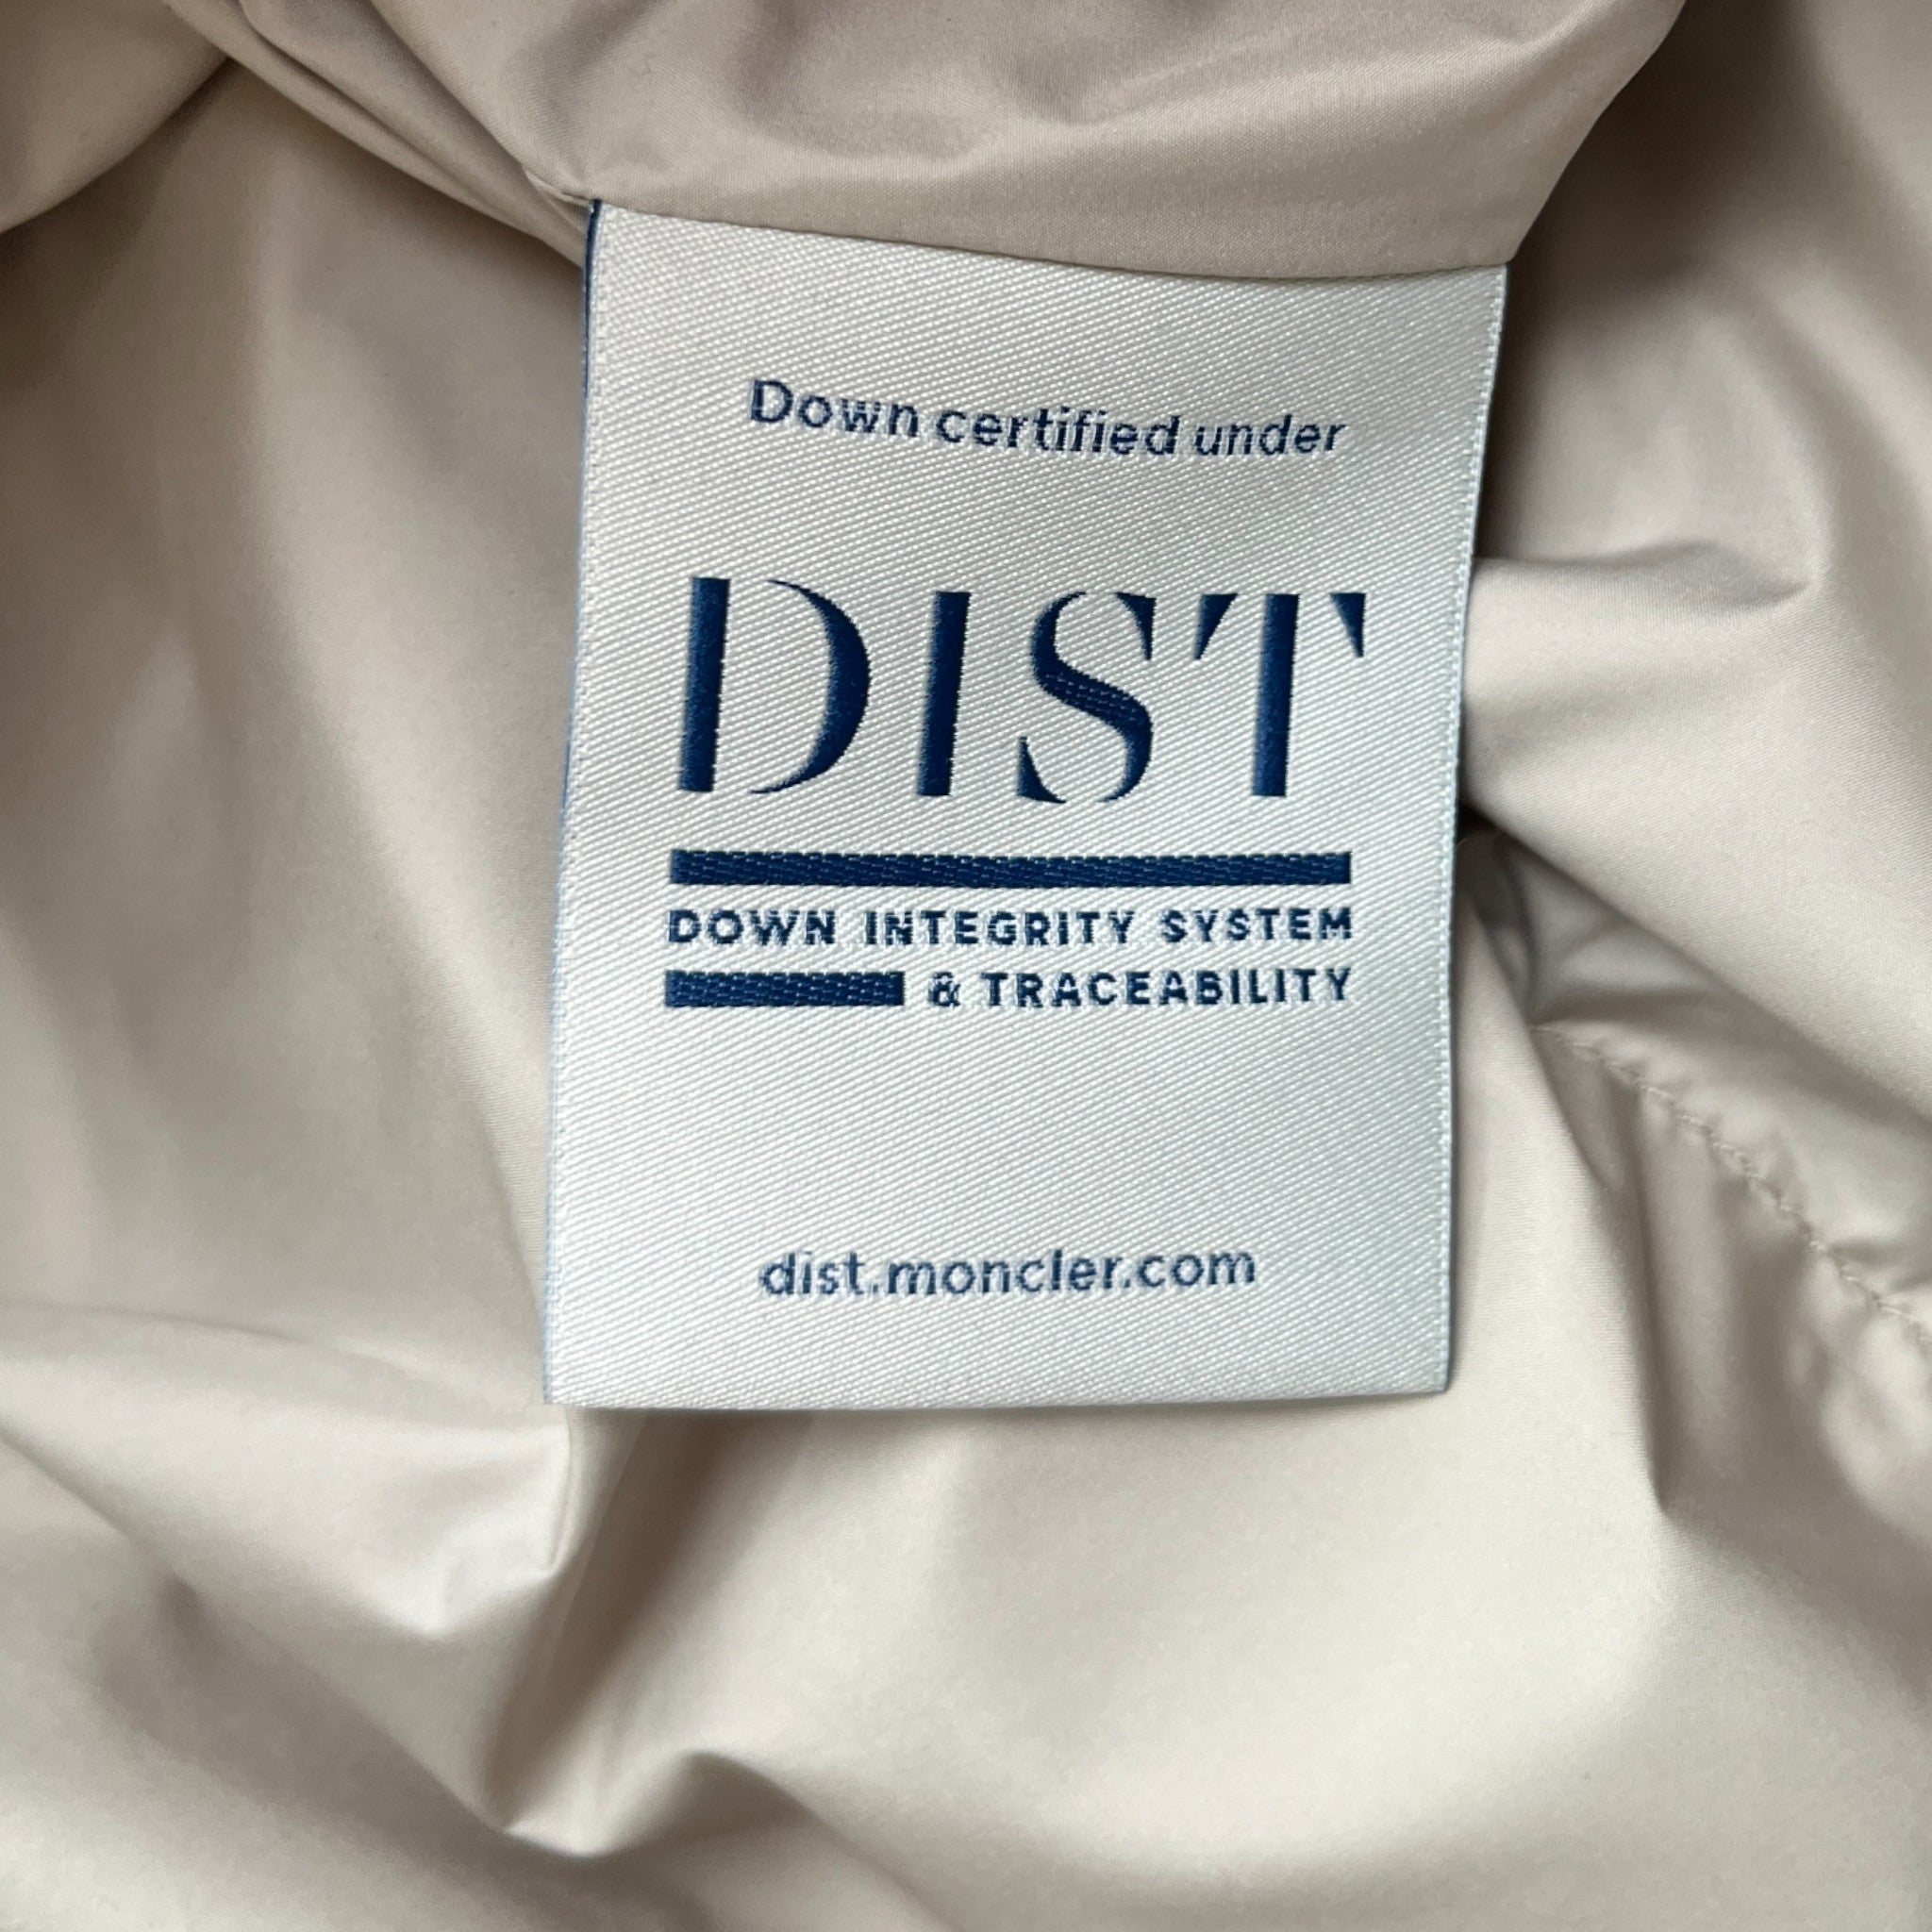 Down certified under
DIST
DOWN INTEGRITY SYSTEM
& TRACEABILITY
dist.moncler.com